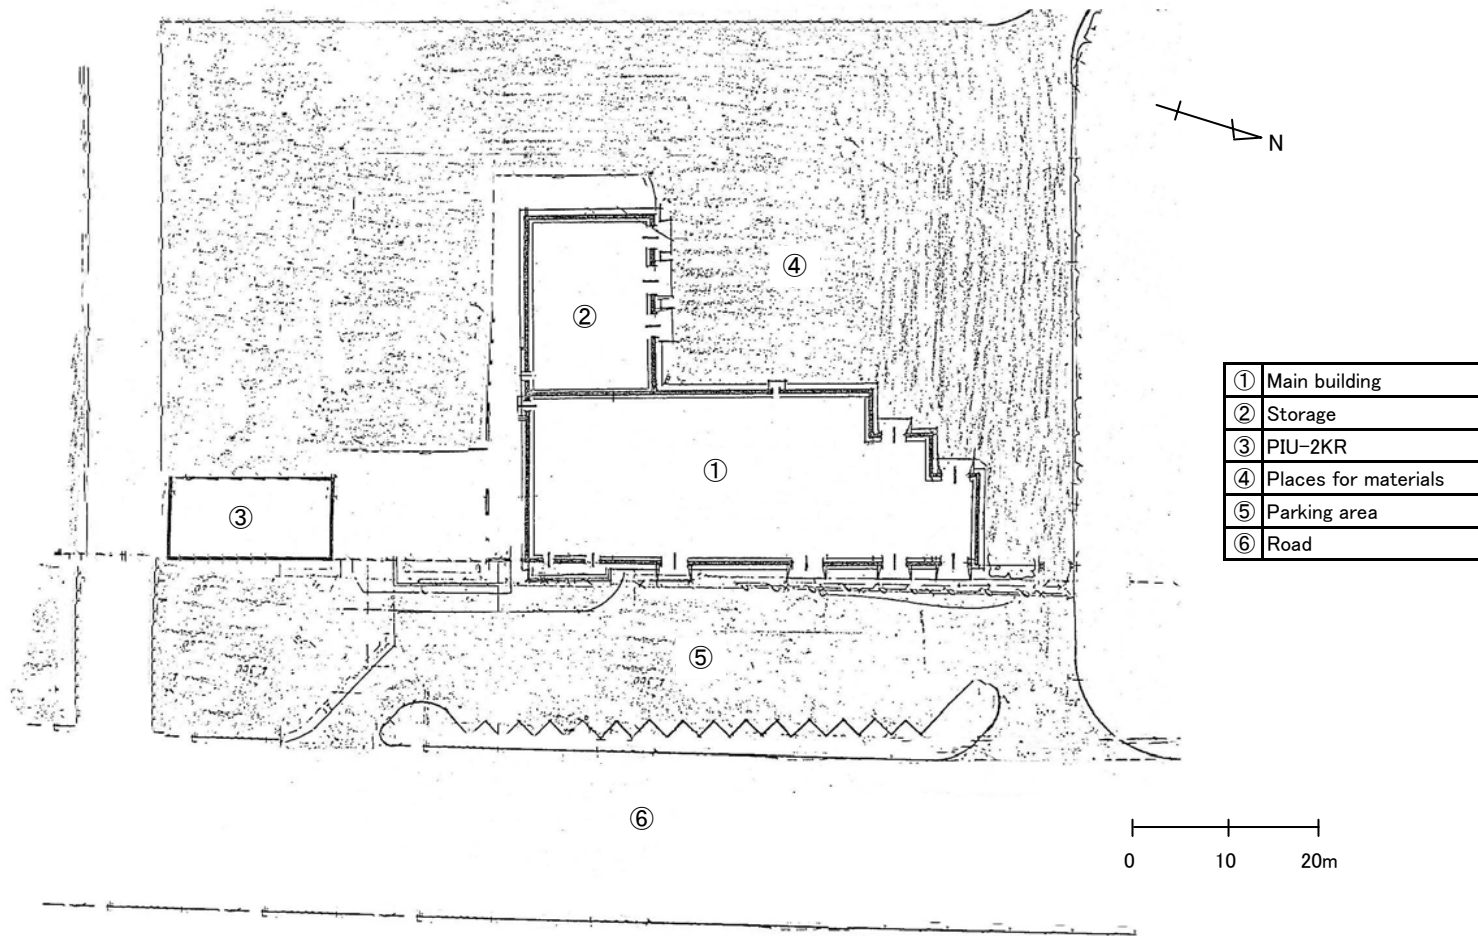 N
④
②
① Main building
② Storage
③ PIU-2KR
④ Places for materials
⑤ Parking area
⑥ Road
①
③
⑤
⑥
0 10 20m